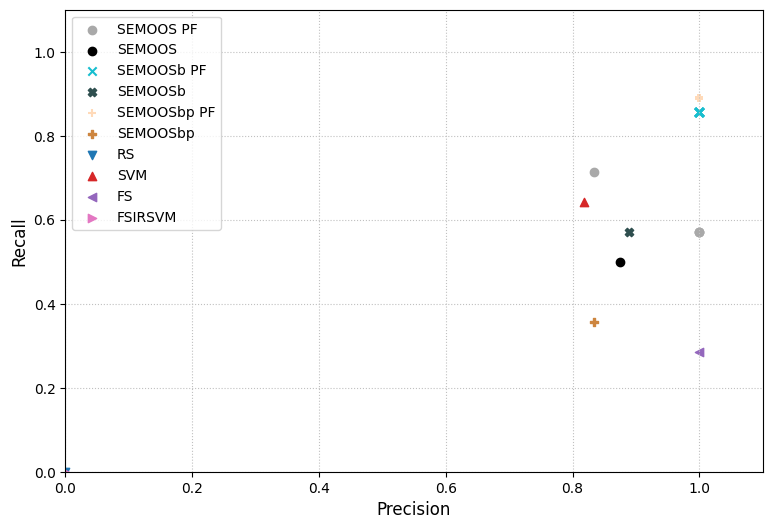 SEMOOS PF
SEMOOS
SEMOOSb PF
SEMOOSb
SEMOOSbp PF
SEMOOSbp
RS
SVM
FS
FSIRSVM
1.0
0.8
0.6
0.4
0.2
0.0
Recall
0.0 0.2 0.4 0.6 0.8 1.0
Precision